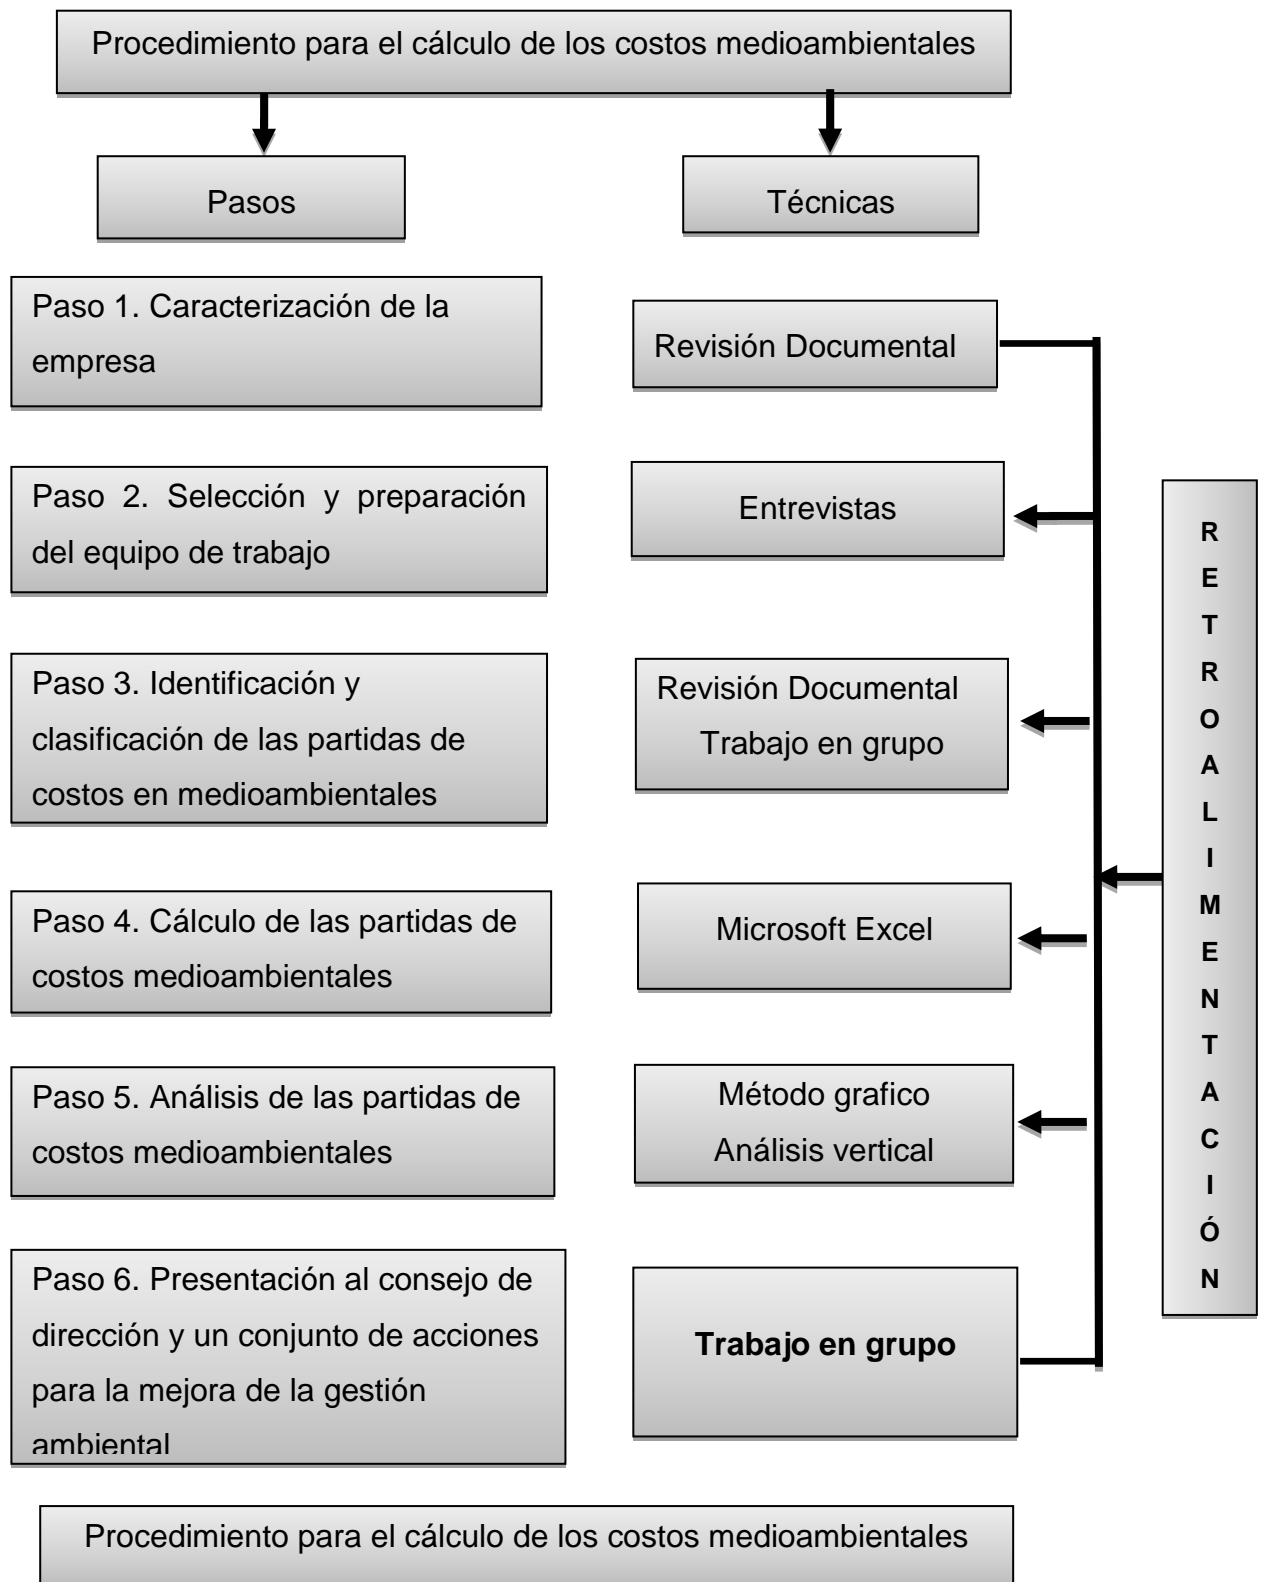 Procedimiento para el cálculo de los costos medioambientales
Pasos
Técnicas
Paso 1. Caracterización de la
empresa
Revisión Documental
Paso 2. Selección y preparación
del equipo de trabajo
Entrevistas
Paso 3. Identificación y
clasificación de las partidas de
costos en medioambientales
Revisión Documental
Trabajo en grupo
Paso 4. Cálculo de las partidas de
costos medioambientales
Microsoft Excel
Paso 5. Análisis de las partidas de
costos medioambientales
Método grafico
Análisis vertical
Paso 6. Presentación al consejo de
dirección y un conjunto de acciones
para la mejora de la gestión
ambiental
Trabajo en grupo
R
E
T
R
O
A
L
I
M
E
N
T
A
C
I
Ó
N
Procedimiento para el cálculo de los costos medioambientales